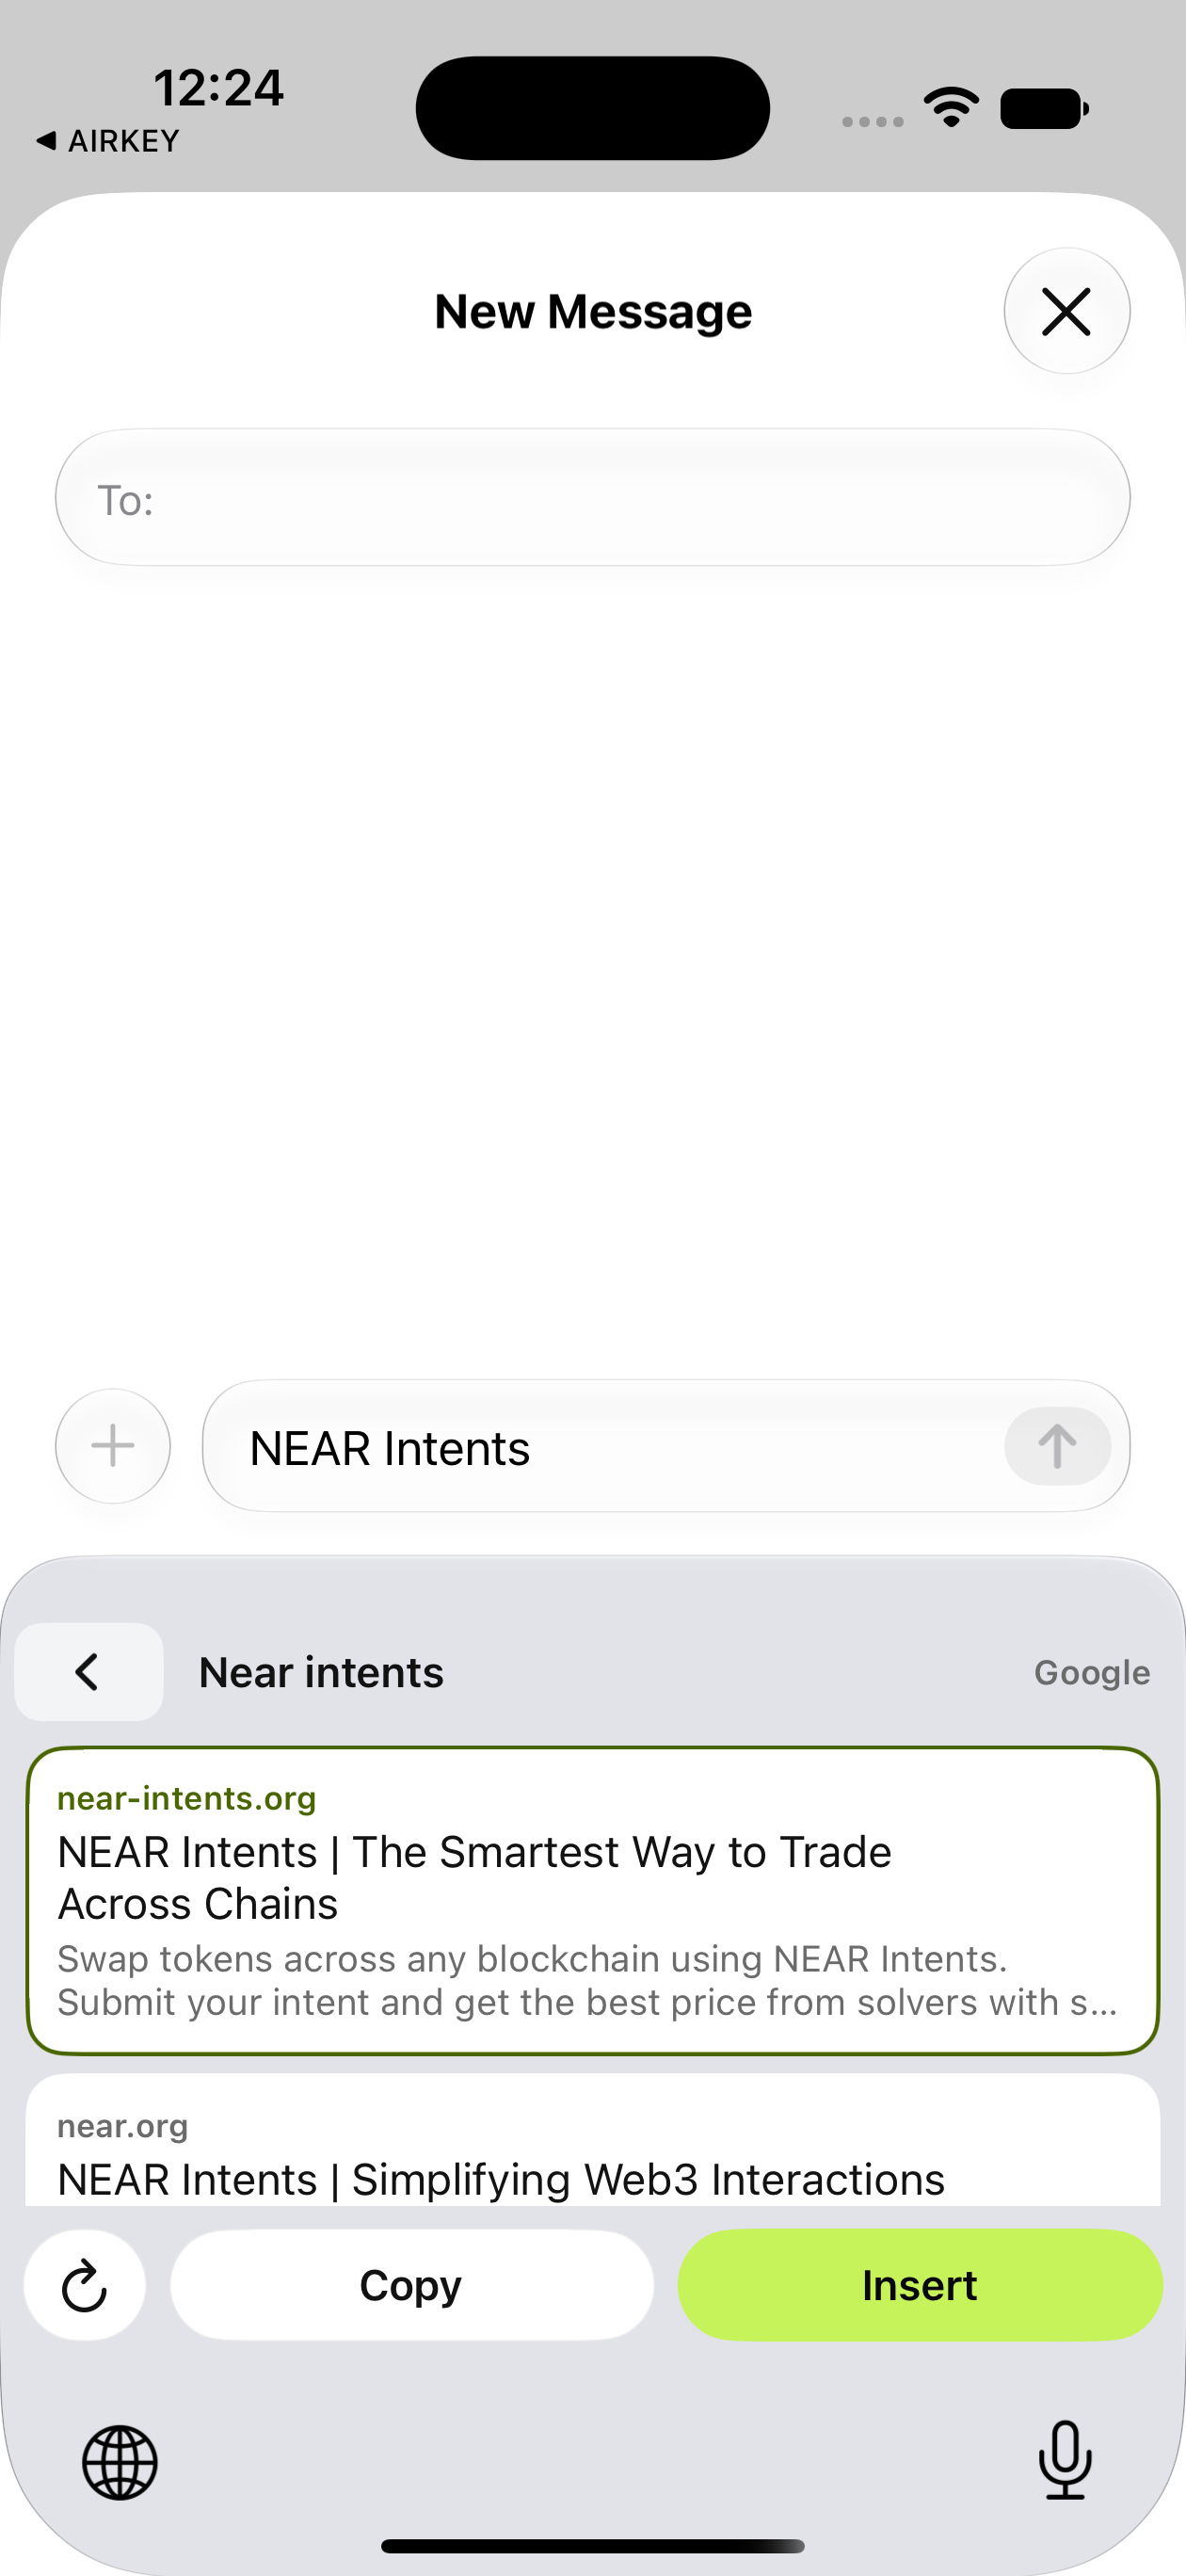 12:24
AIRKEY
New Message
To:
NEAR Intents
Near intents
Google
near-intents.org
NEAR Intents | The Smartest Way to Trade
Across Chains
Swap tokens across any blockchain using NEAR Intents.
Submit your intent and get the best price from solvers with s...
near.org
NEAR Intents | Simplifying Web3 Interactions
Copy
Insert